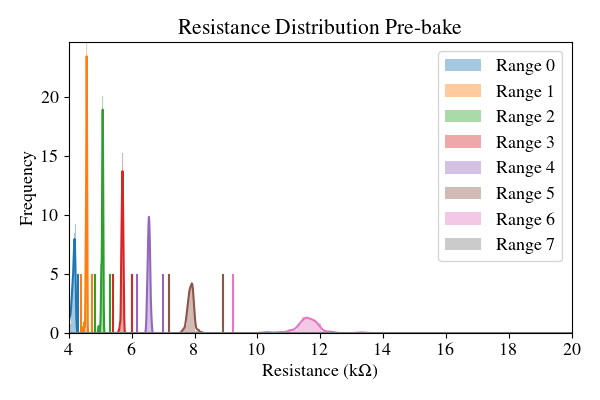 Resistance Distribution Pre-bake
Frequency
20
15
10
5
0
Range 0
Range 1
Range 2
Range 3
Range 4
Range 5
Range 6
Range 7
4 6 8 10 12 14 16 18 20
Resistance (kΩ)